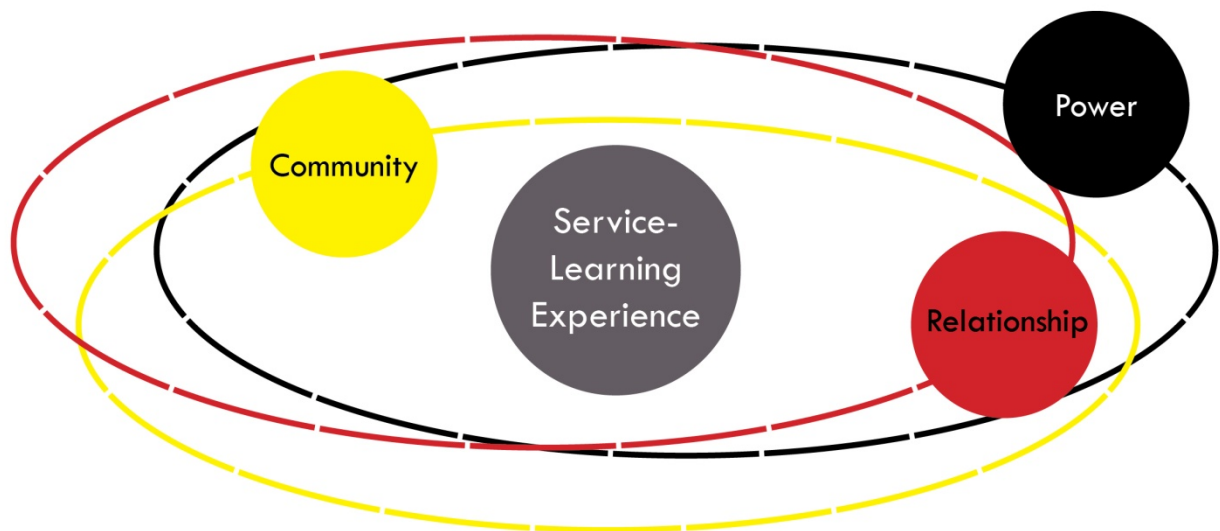 Power
Community
Service-
Learning
Experience
Relationship